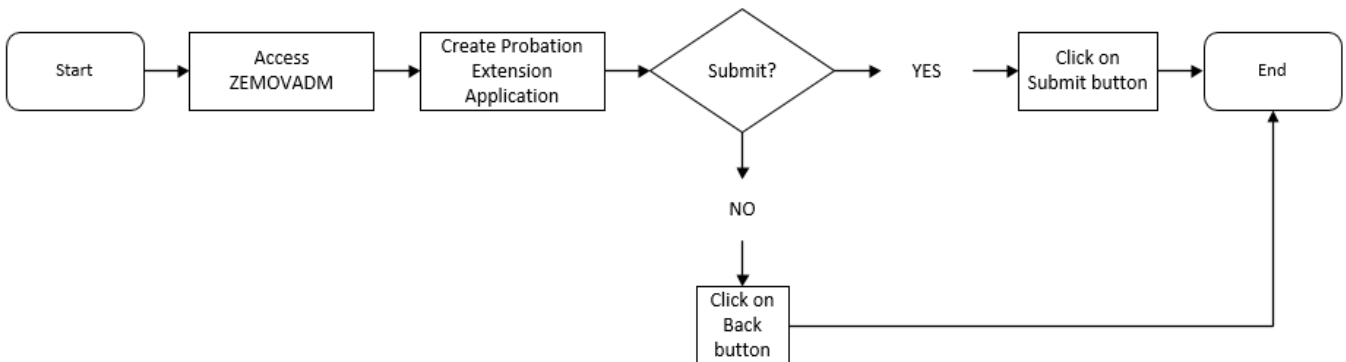 Start
Access
ZEMOVADM
Create Probation
Extension
Application
Submit?
YES
Click on
Submit button
End
NO
Click on
Back
button